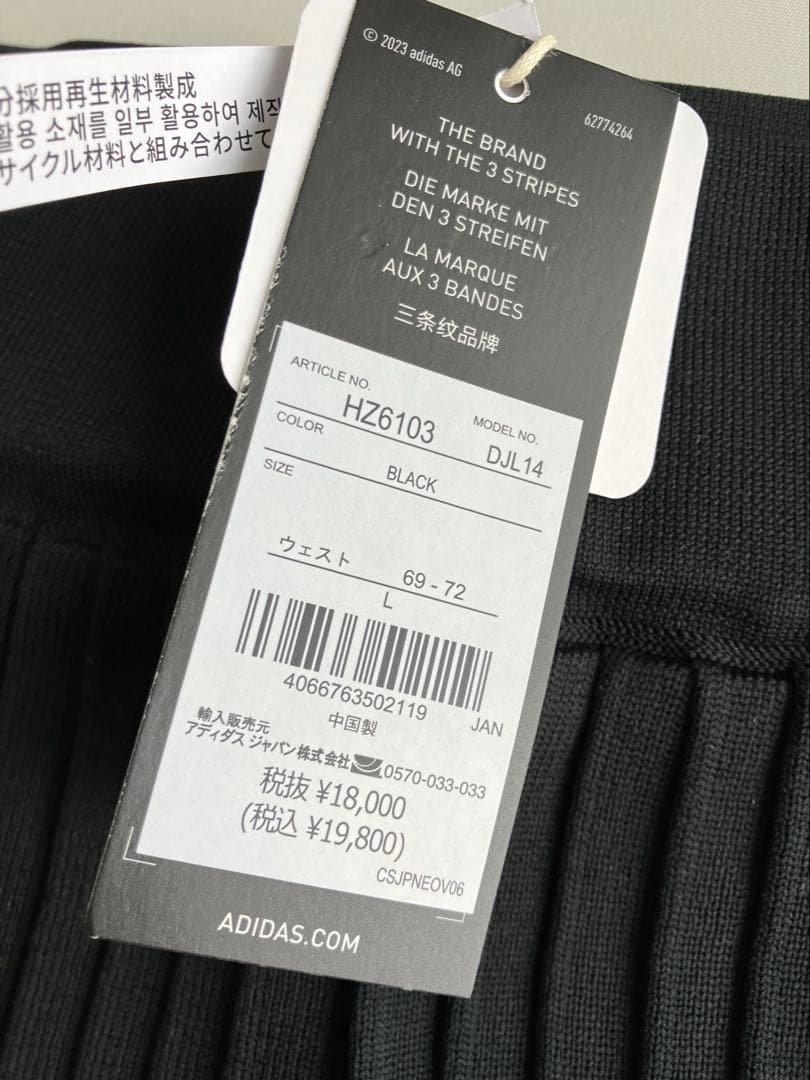 分採用再生材料製成
활용 소재를 일부 활용하여 제작
サイクル材料と組み合わせて
© 2023 adidas AG
62774264
THE BRAND
WITH THE 3 STRIPES
DIE MARKE MIT
DEN 3 STREIFEN
LA MARQUE
AUX 3 BANDES
三条纹品牌
ARTICLE NO.
HZ6103
MODEL NO.
DJL14
COLOR
BLACK
SIZE
ウェスト 69 - 72
L
4066763502119
JAN
中国製
輸入販売元
アディダス ジャパン株式会社
0570-033-033
税抜 ¥18,000
(税込 ¥19,800)
CSJPNEOV06
ADIDAS.COM